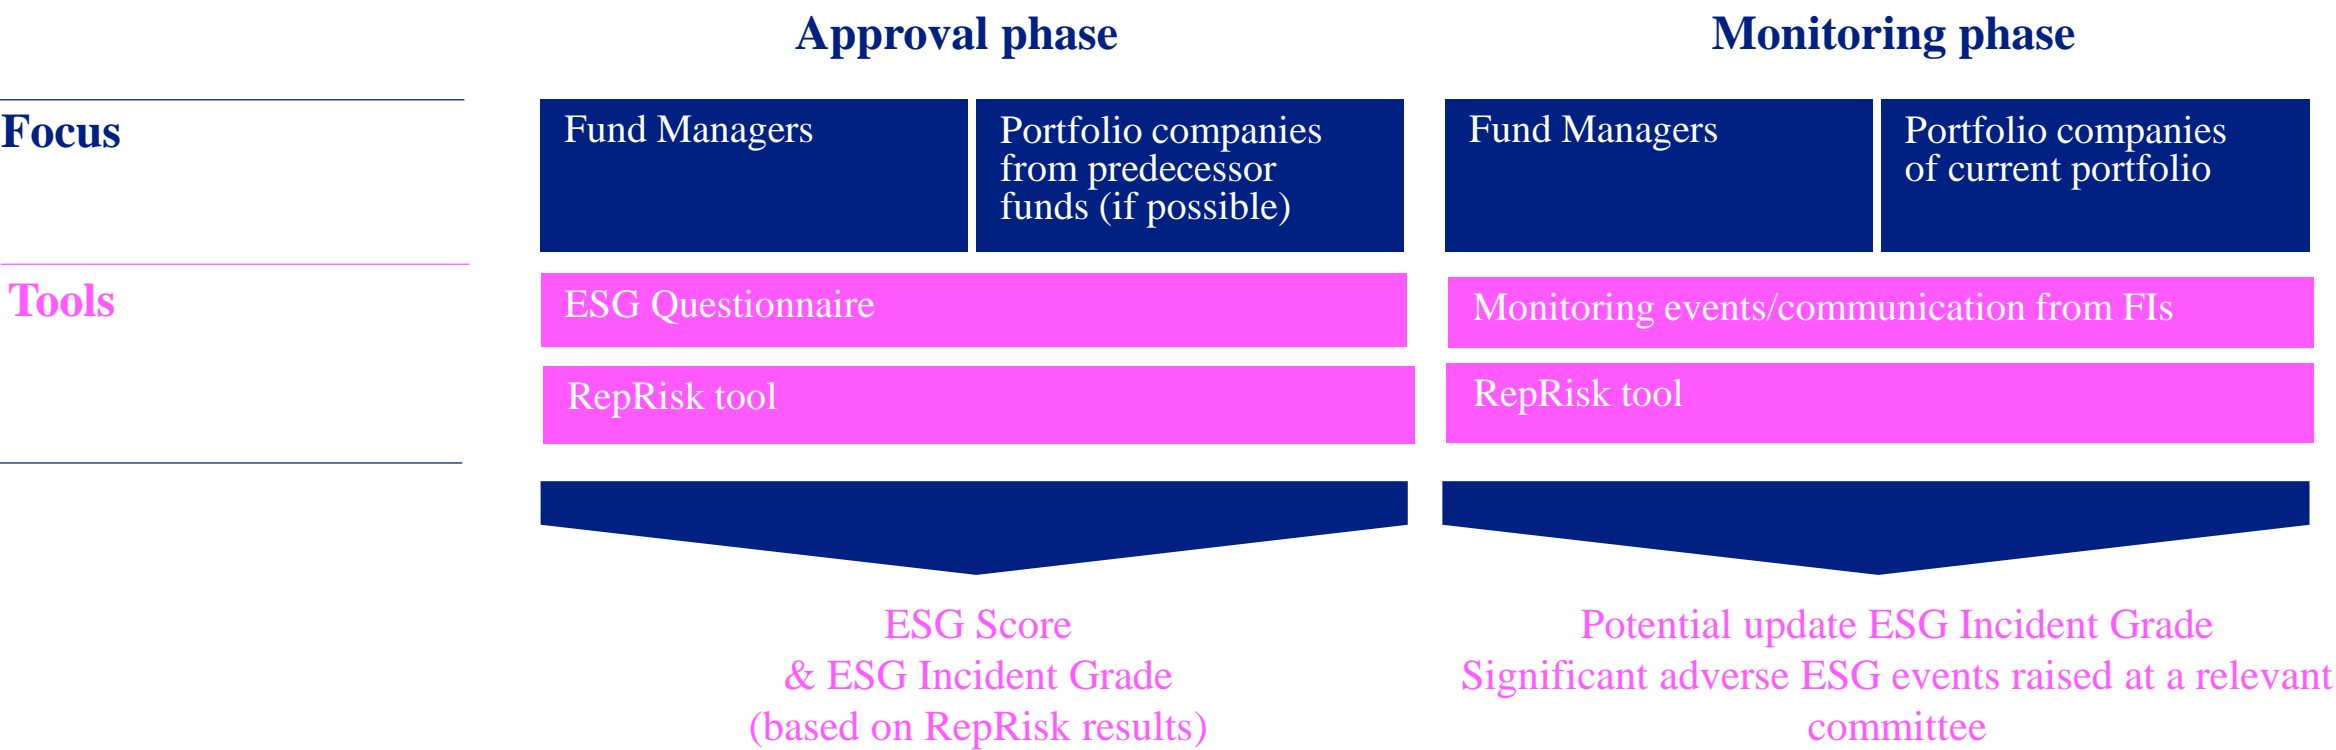 Approval phase
Monitoring phase
Focus
Fund Managers
Portfolio companies
from predecessor
funds (if possible)
Fund Managers
Portfolio companies
of current portfolio
Tools
ESG Questionnaire
Monitoring events/communication from FIs
RepRisk tool
RepRisk tool
ESG Score
& ESG Incident Grade
(based on RepRisk results)
Potential update ESG Incident Grade
Significant adverse ESG events raised at a relevant
committee